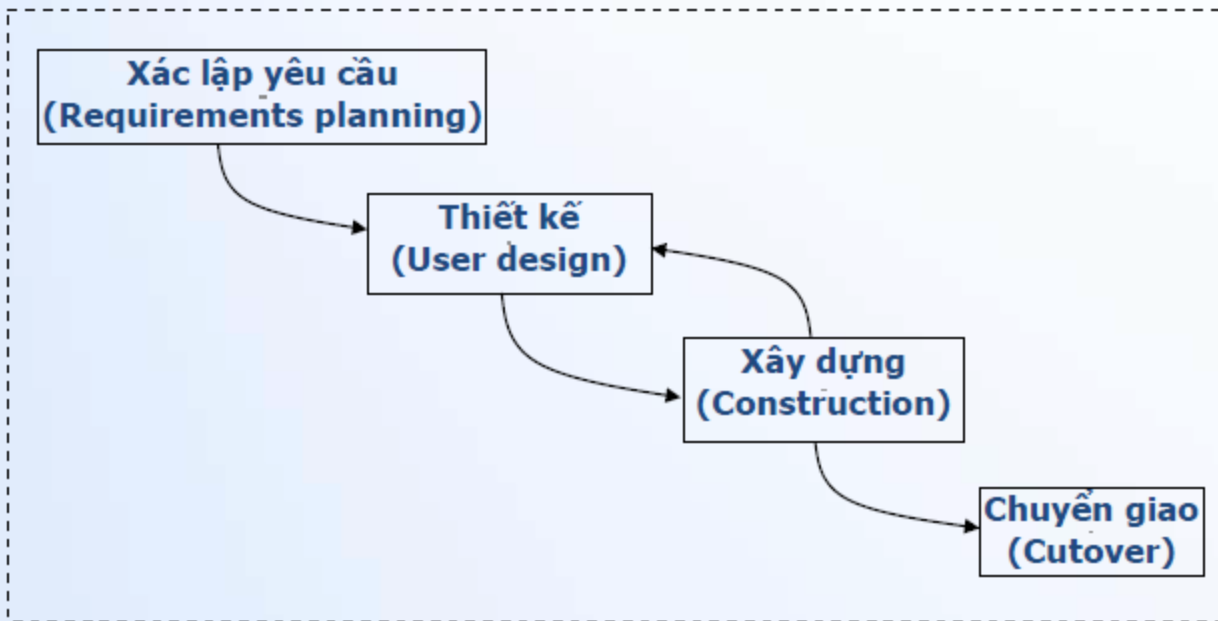 Xác lập yêu cầu
(Requirements planning)
Thiết kế
(User design)
Xây dựng
(Construction)
Chuyển giao
(Cutover)